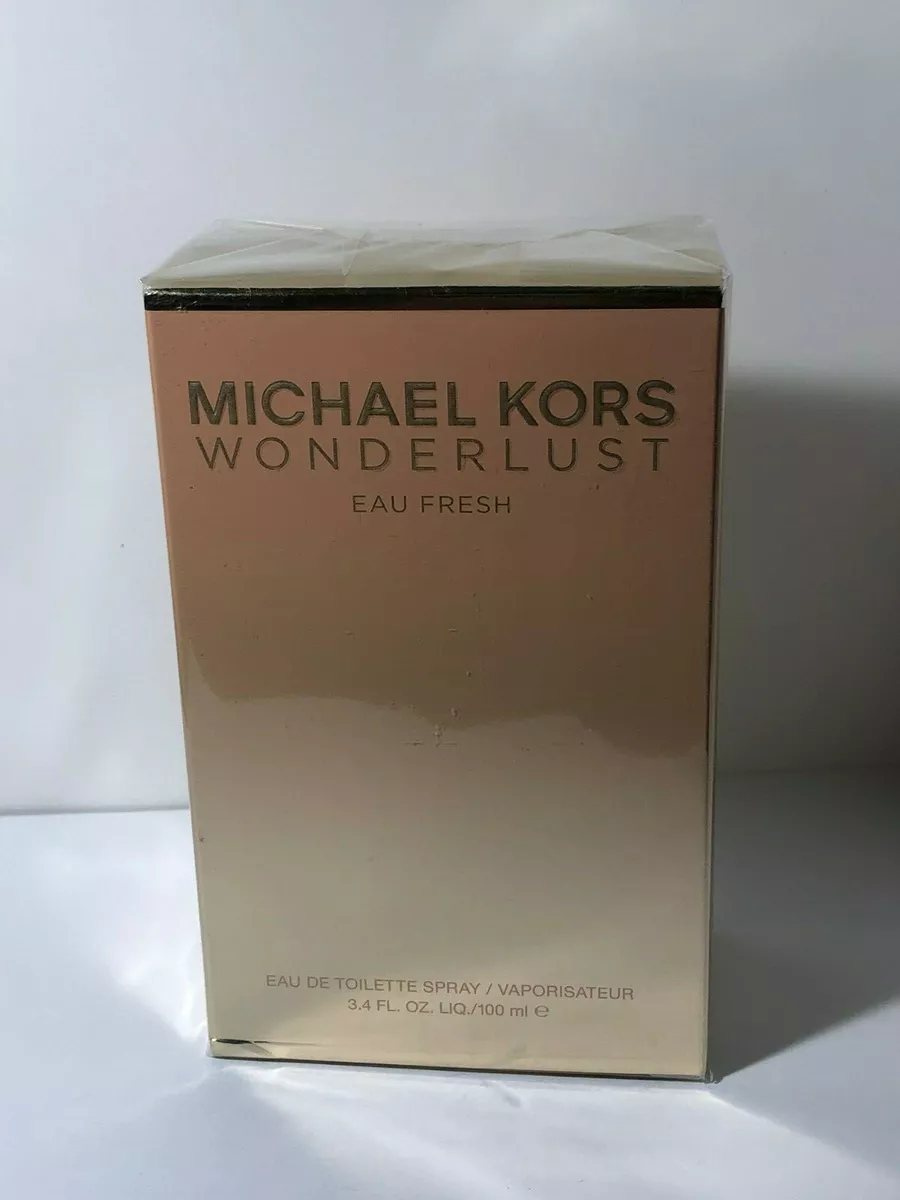 MICHAEL KORS
WONDERLUST
EAU FRESH
EAU DE TOILETTE SPRAY / VAPORISATEUR
3.4 FL. OZ. LIQ./100 ml ℮